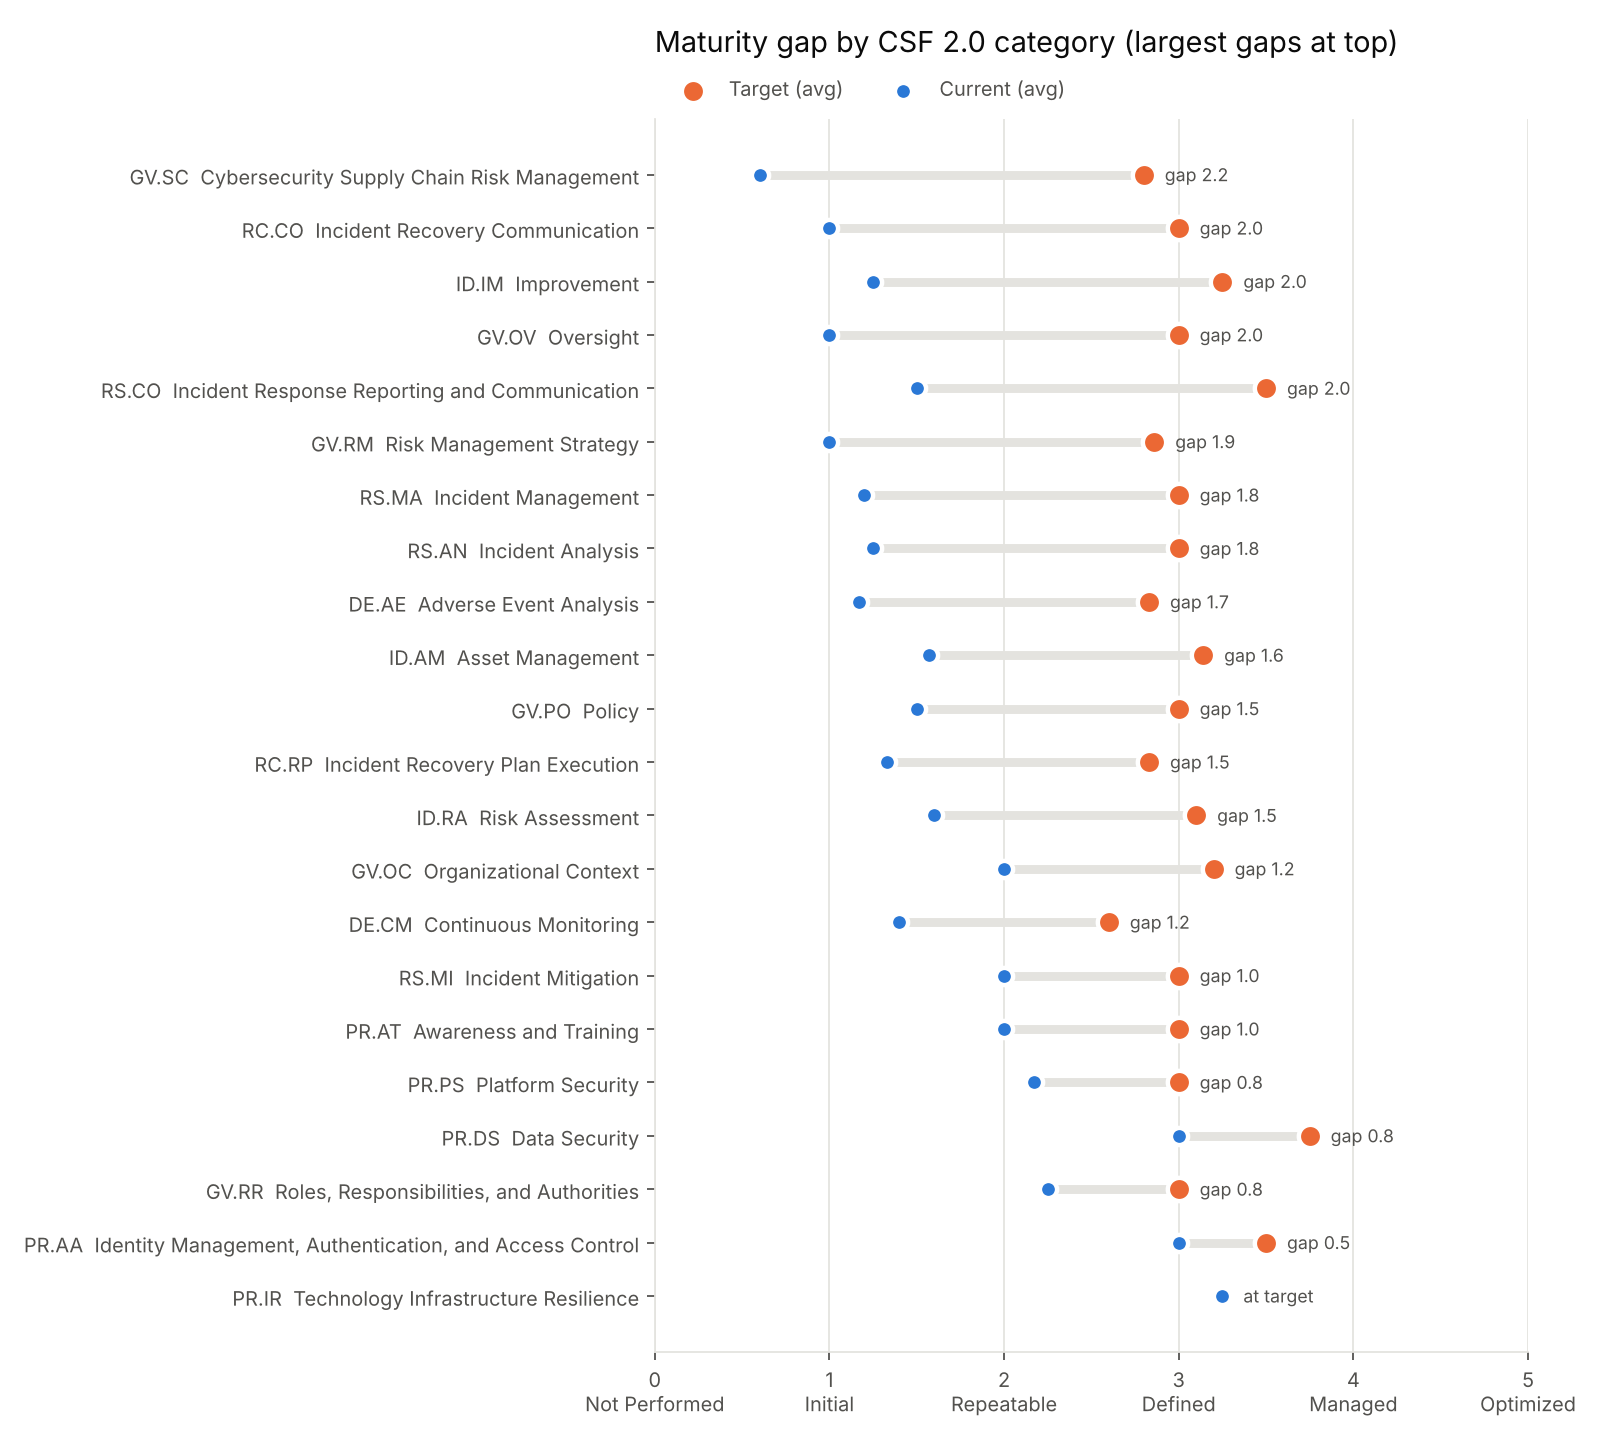 Maturity gap by CSF 2.0 category (largest gaps at top)
Target (avg) Current (avg)
GV.SC Cybersecurity Supply Chain Risk Management gap 2.2
RC.CO Incident Recovery Communication gap 2.0
ID.IM Improvement gap 2.0
GV.OV Oversight gap 2.0
RS.CO Incident Response Reporting and Communication gap 2.0
GV.RM Risk Management Strategy gap 1.9
RS.MA Incident Management gap 1.8
RS.AN Incident Analysis gap 1.8
DE.AE Adverse Event Analysis gap 1.7
ID.AM Asset Management gap 1.6
GV.PO Policy gap 1.5
RC.RP Incident Recovery Plan Execution gap 1.5
ID.RA Risk Assessment gap 1.5
GV.OC Organizational Context gap 1.2
DE.CM Continuous Monitoring gap 1.2
RS.MI Incident Mitigation gap 1.0
PR.AT Awareness and Training gap 1.0
PR.PS Platform Security gap 0.8
PR.DS Data Security gap 0.8
GV.RR Roles, Responsibilities, and Authorities gap 0.8
PR.AA Identity Management, Authentication, and Access Control gap 0.5
PR.IR Technology Infrastructure Resilience at target
0 1 2 3 4 5
Not Performed Initial Repeatable Defined Managed Optimized